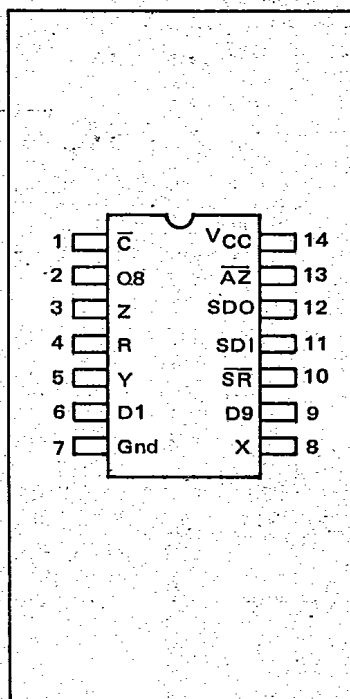 1 C̅ VCC 14
2 Q8 A̅Z̅ 13
3 Z SDO 12
4 R SDI 11
5 Y S̅R̅ 10
6 D1 D9 9
7 Gnd X 8